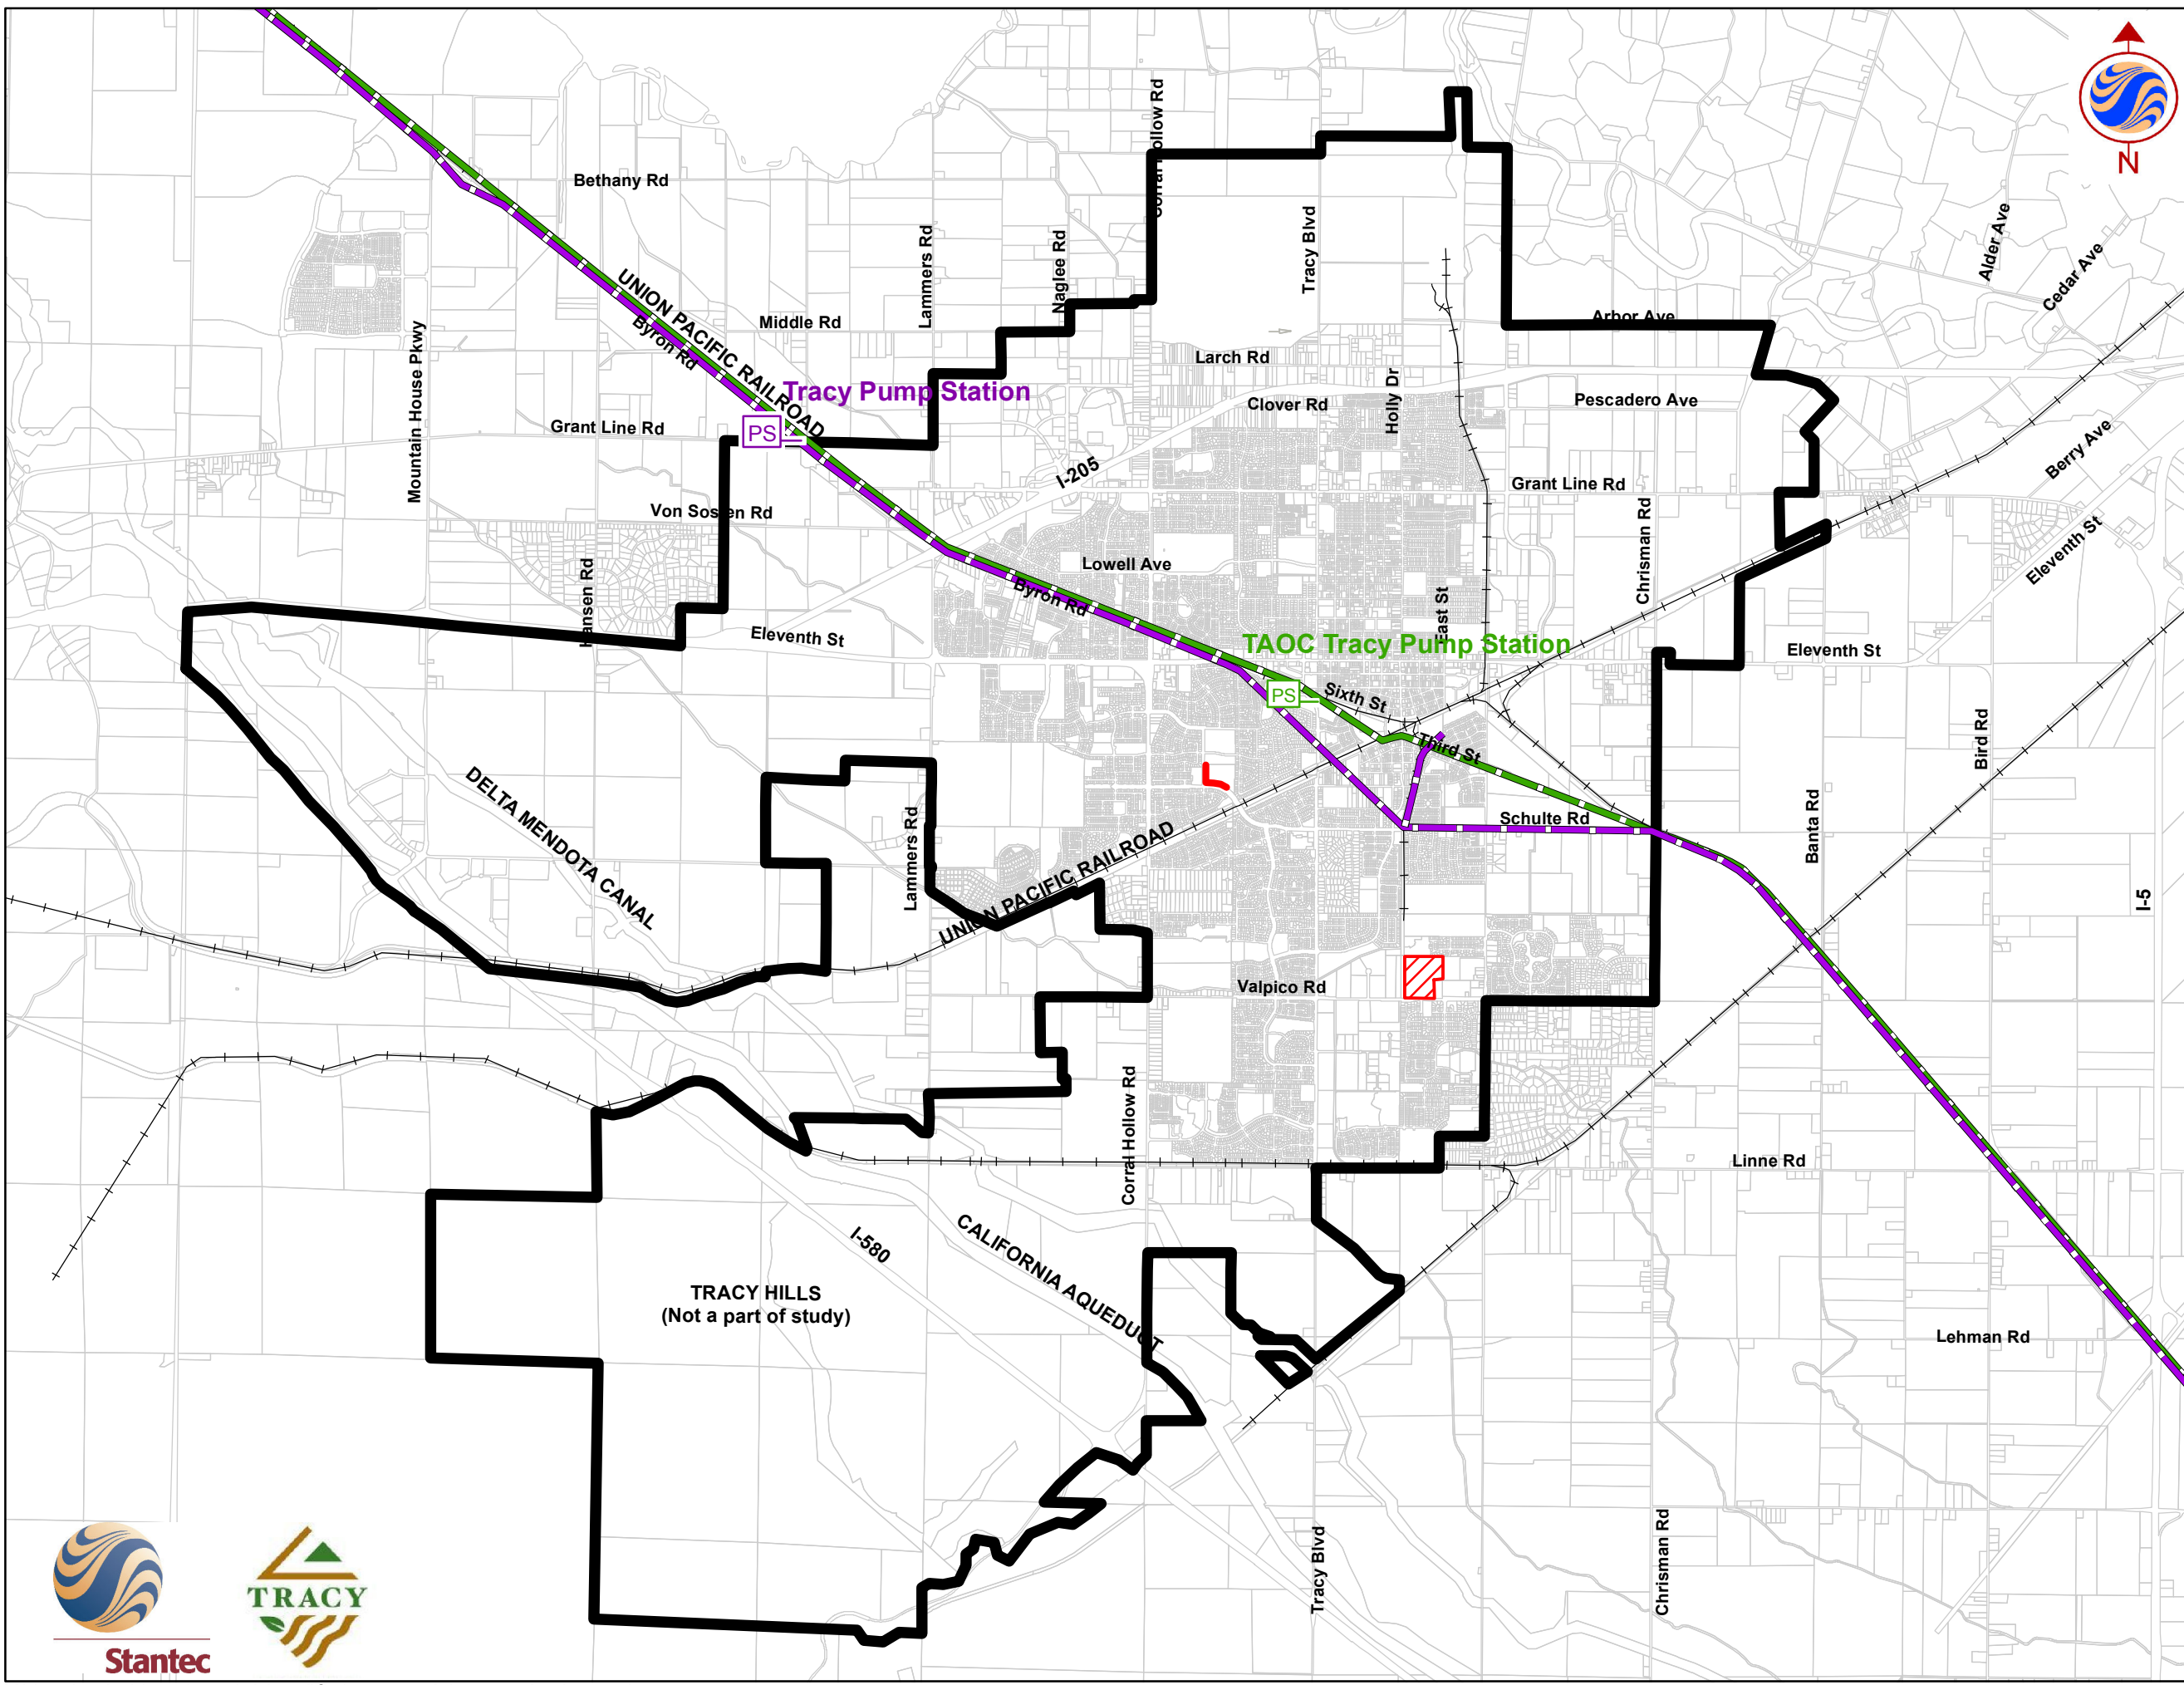 N
Corral Hollow Rd
Bethany Rd
Tracy Blvd
Alder Ave
Cedar Ave
Lammers Rd
Naglee Rd
UNION PACIFIC RAILROAD
Byron Rd
Middle Rd
Arbor Ave
Mountain House Pkwy
Larch Rd
Holly Dr
Tracy Pump Station
PS
Clover Rd
Pescadero Ave
Grant Line Rd
I-205
Grant Line Rd
Berry Ave
Von Sosten Rd
Chrisman Rd
Eleventh St
Hansen Rd
Lowell Ave
Byron Rd
East St
Eleventh St
TAOC Tracy Pump Station
PS
Sixth St
Eleventh St
Third St
Bird Rd
DELTA MENDOTA CANAL
Lammers Rd
UNION PACIFIC RAILROAD
Schulte Rd
Banta Rd
I-5
Valpico Rd
Corral Hollow Rd
Linne Rd
I-580
CALIFORNIA AQUEDUCT
TRACY HILLS
(Not a part of study)
Lehman Rd
Tracy Blvd
Chrisman Rd
Stantec
TRACY